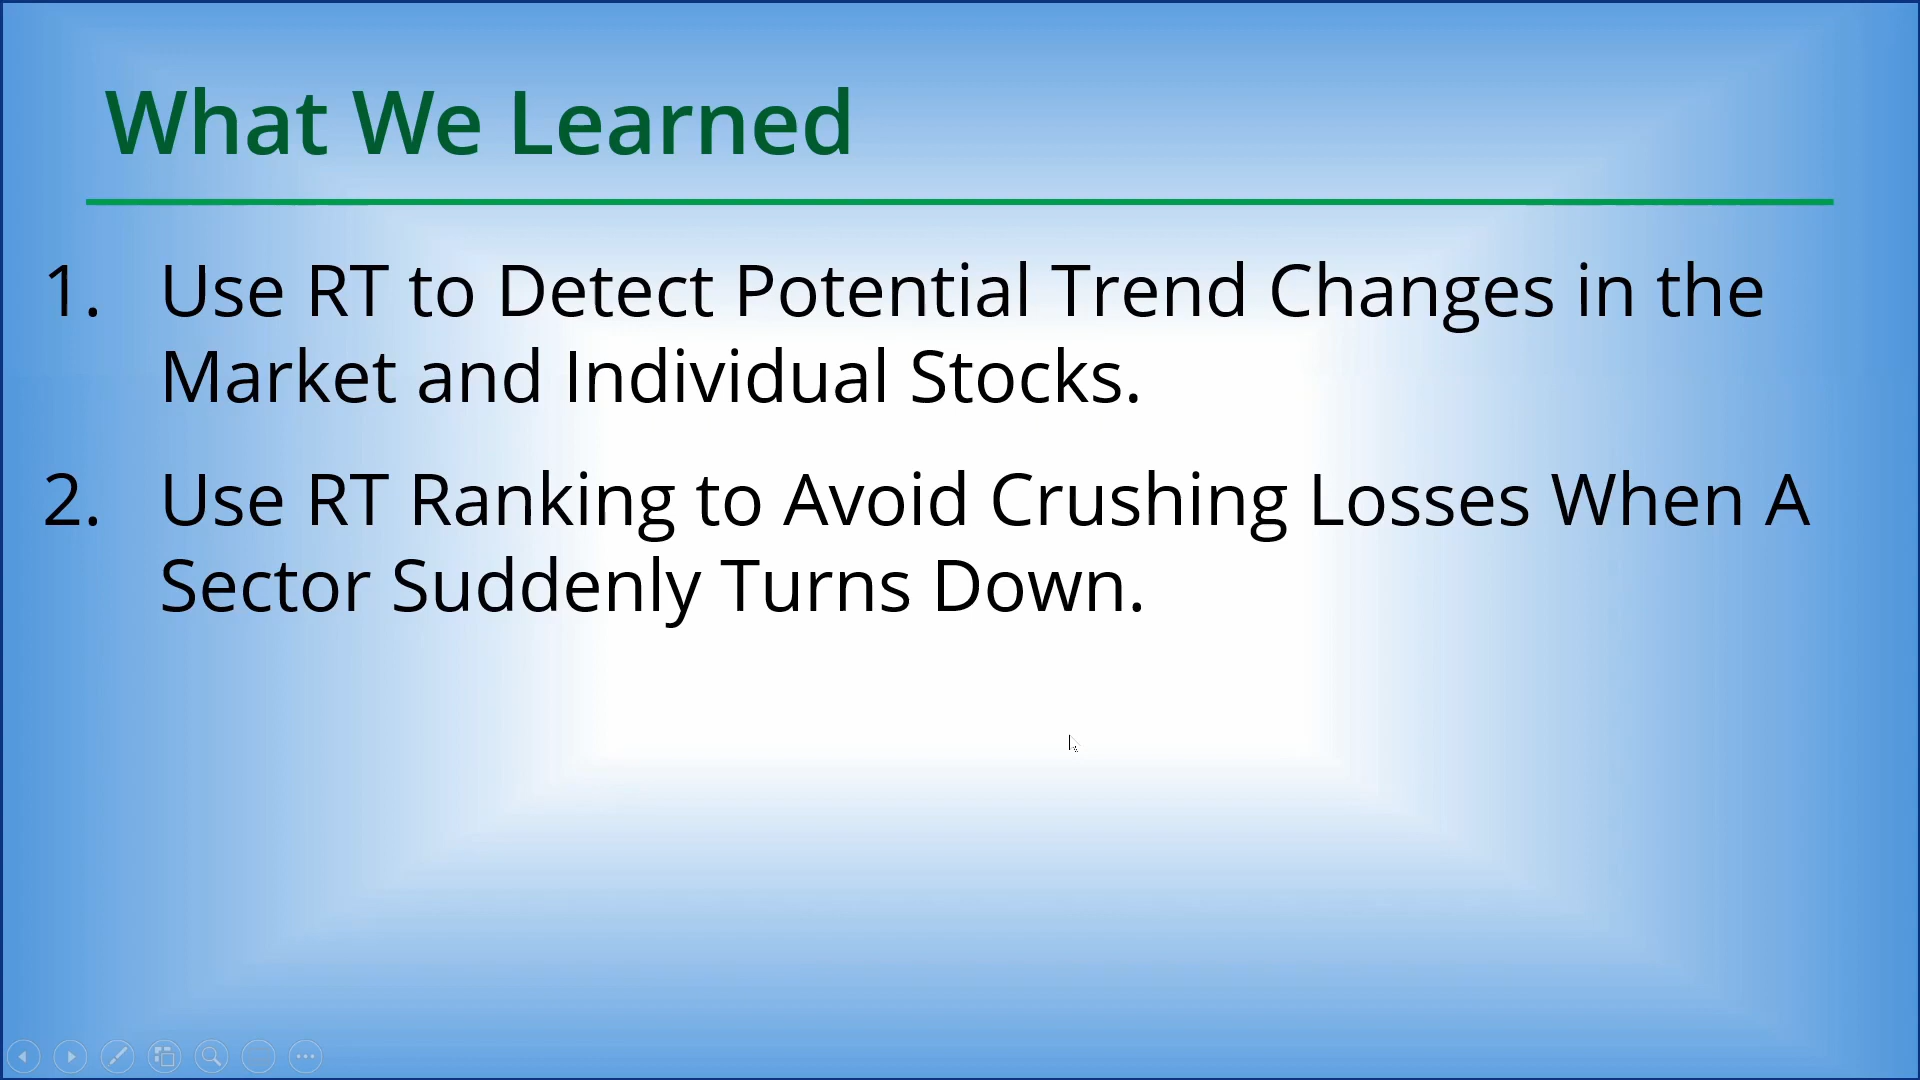 What We Learned
1. Use RT to Detect Potential Trend Changes in the
Market and Individual Stocks.
2. Use RT Ranking to Avoid Crushing Losses When A
Sector Suddenly Turns Down.